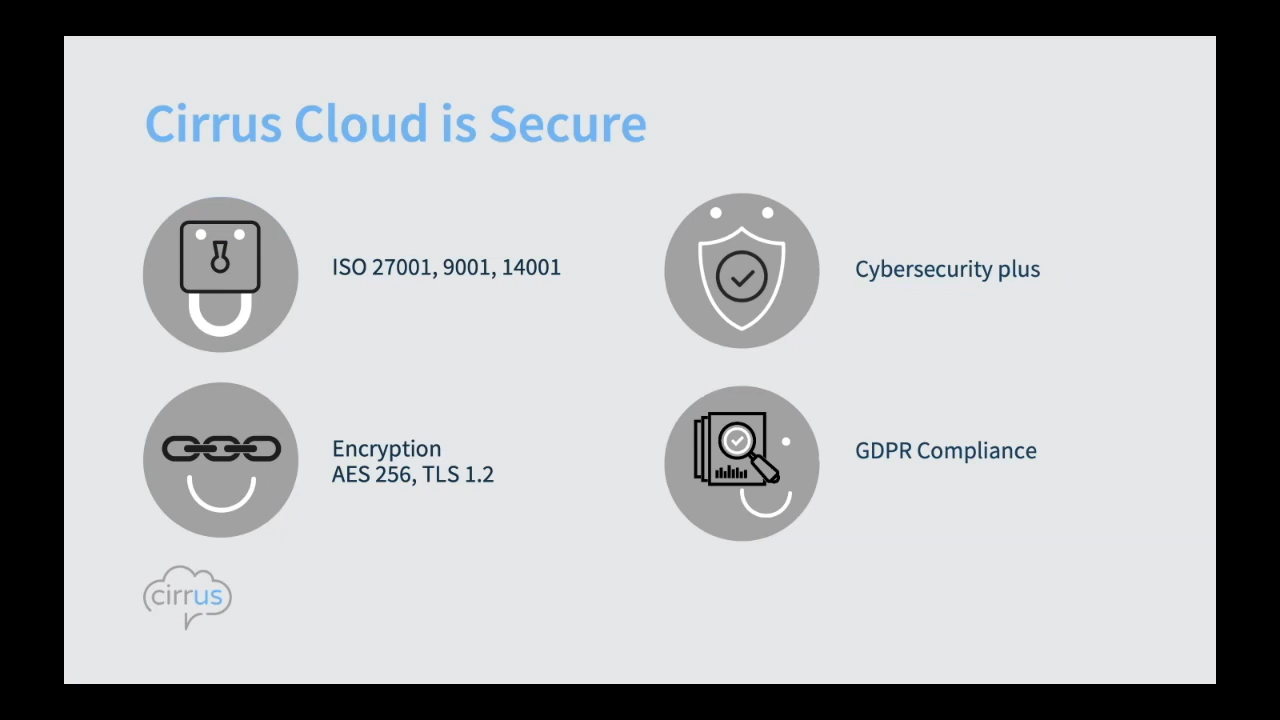 Cirrus Cloud is Secure
ISO 27001, 9001, 14001
Cybersecurity plus
Encryption
AES 256, TLS 1.2
GDPR Compliance
cirrus